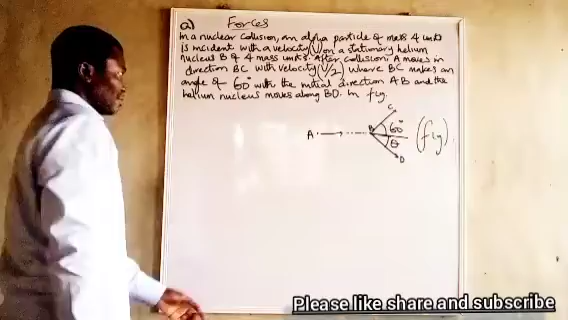 a) Forces
In a nuclear collision, an alpha particle of mass 4 units
is incident with a velocity (V) on a stationary helium
nucleus B of 4 mass units. After collision, A moves in
direction BC with velocity (V/2) where BC makes an
angle of 60° with the initial direction AB and the
helium nucleus moves along BD. In fig.
C
A B 60° (fig)
θ
D
Please like share and subscribe